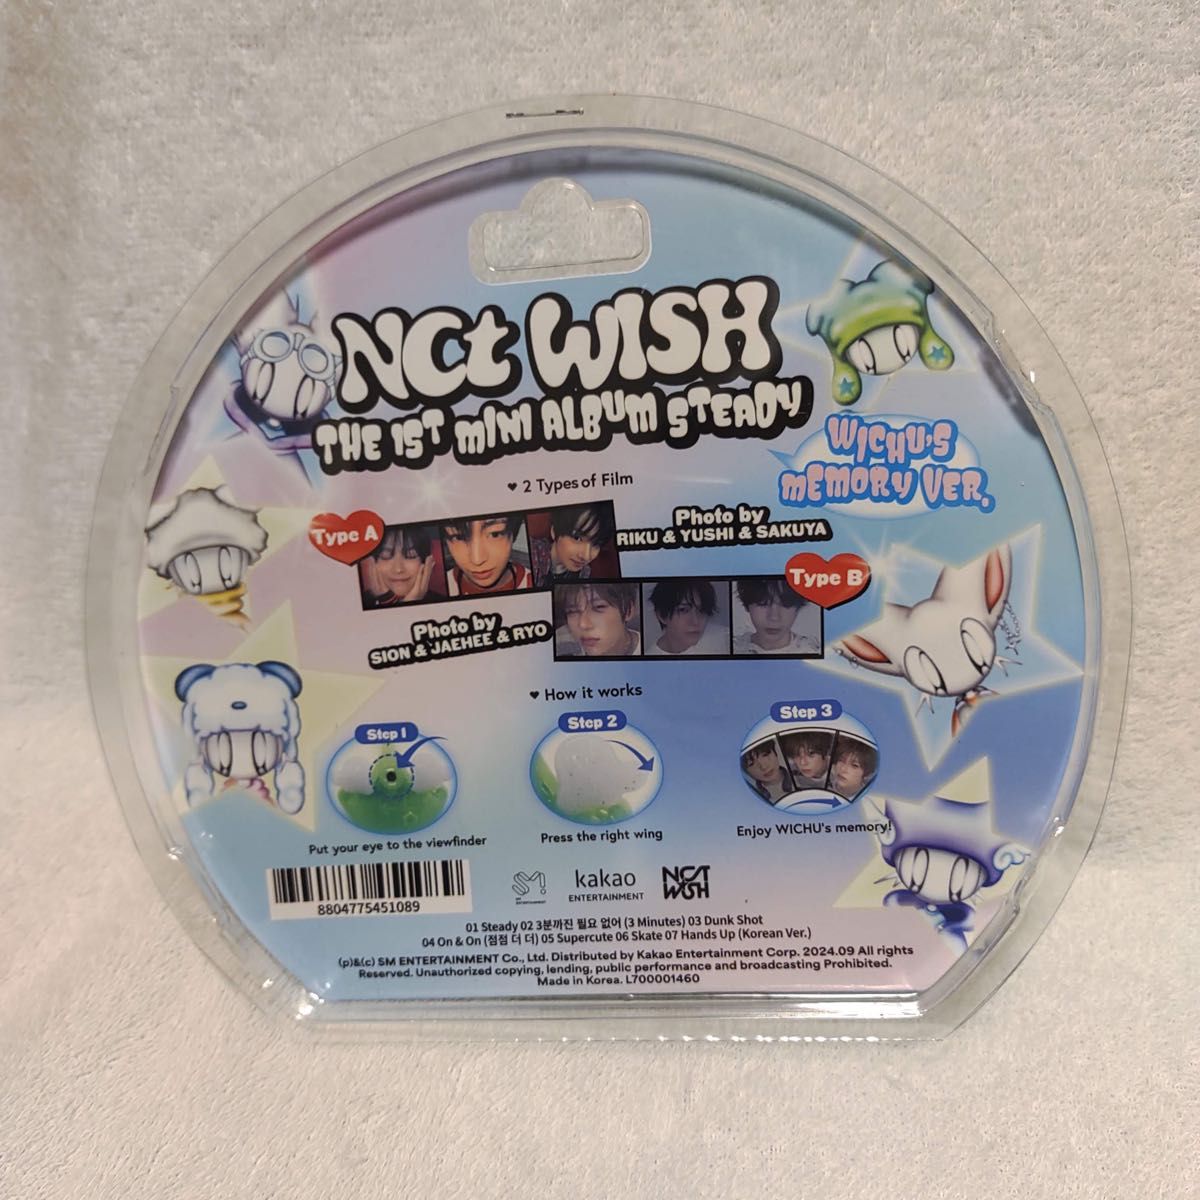 NCT WISH
THE 1ST MINI ALBUM STEADY
WICHU'S
MEMORY VER.
♥ 2 Types of Film
Type A
Photo by
RIKU & YUSHI & SAKUYA
Type B
Photo by
SION & JAEHEE & RYO
♥ How it works
Step 1
Step 2
Step 3
Put your eye to the viewfinder
Press the right wing
Enjoy WICHU's memory!
8804775451089
SM
ENTERTAINMENT
kakao
ENTERTAINMENT
NCT
WISH
01 Steady 02 3분까진 필요 없어 (3 Minutes) 03 Dunk Shot
04 On & On (점점 더 더) 05 Supercute 06 Skate 07 Hands Up (Korean Ver.)
(p)&(c) SM ENTERTAINMENT Co., Ltd. Distributed by Kakao Entertainment Corp. 2024.09 All rights
Reserved. Unauthorized copying, lending, public performance and broadcasting Prohibited.
Made in Korea. L700001460